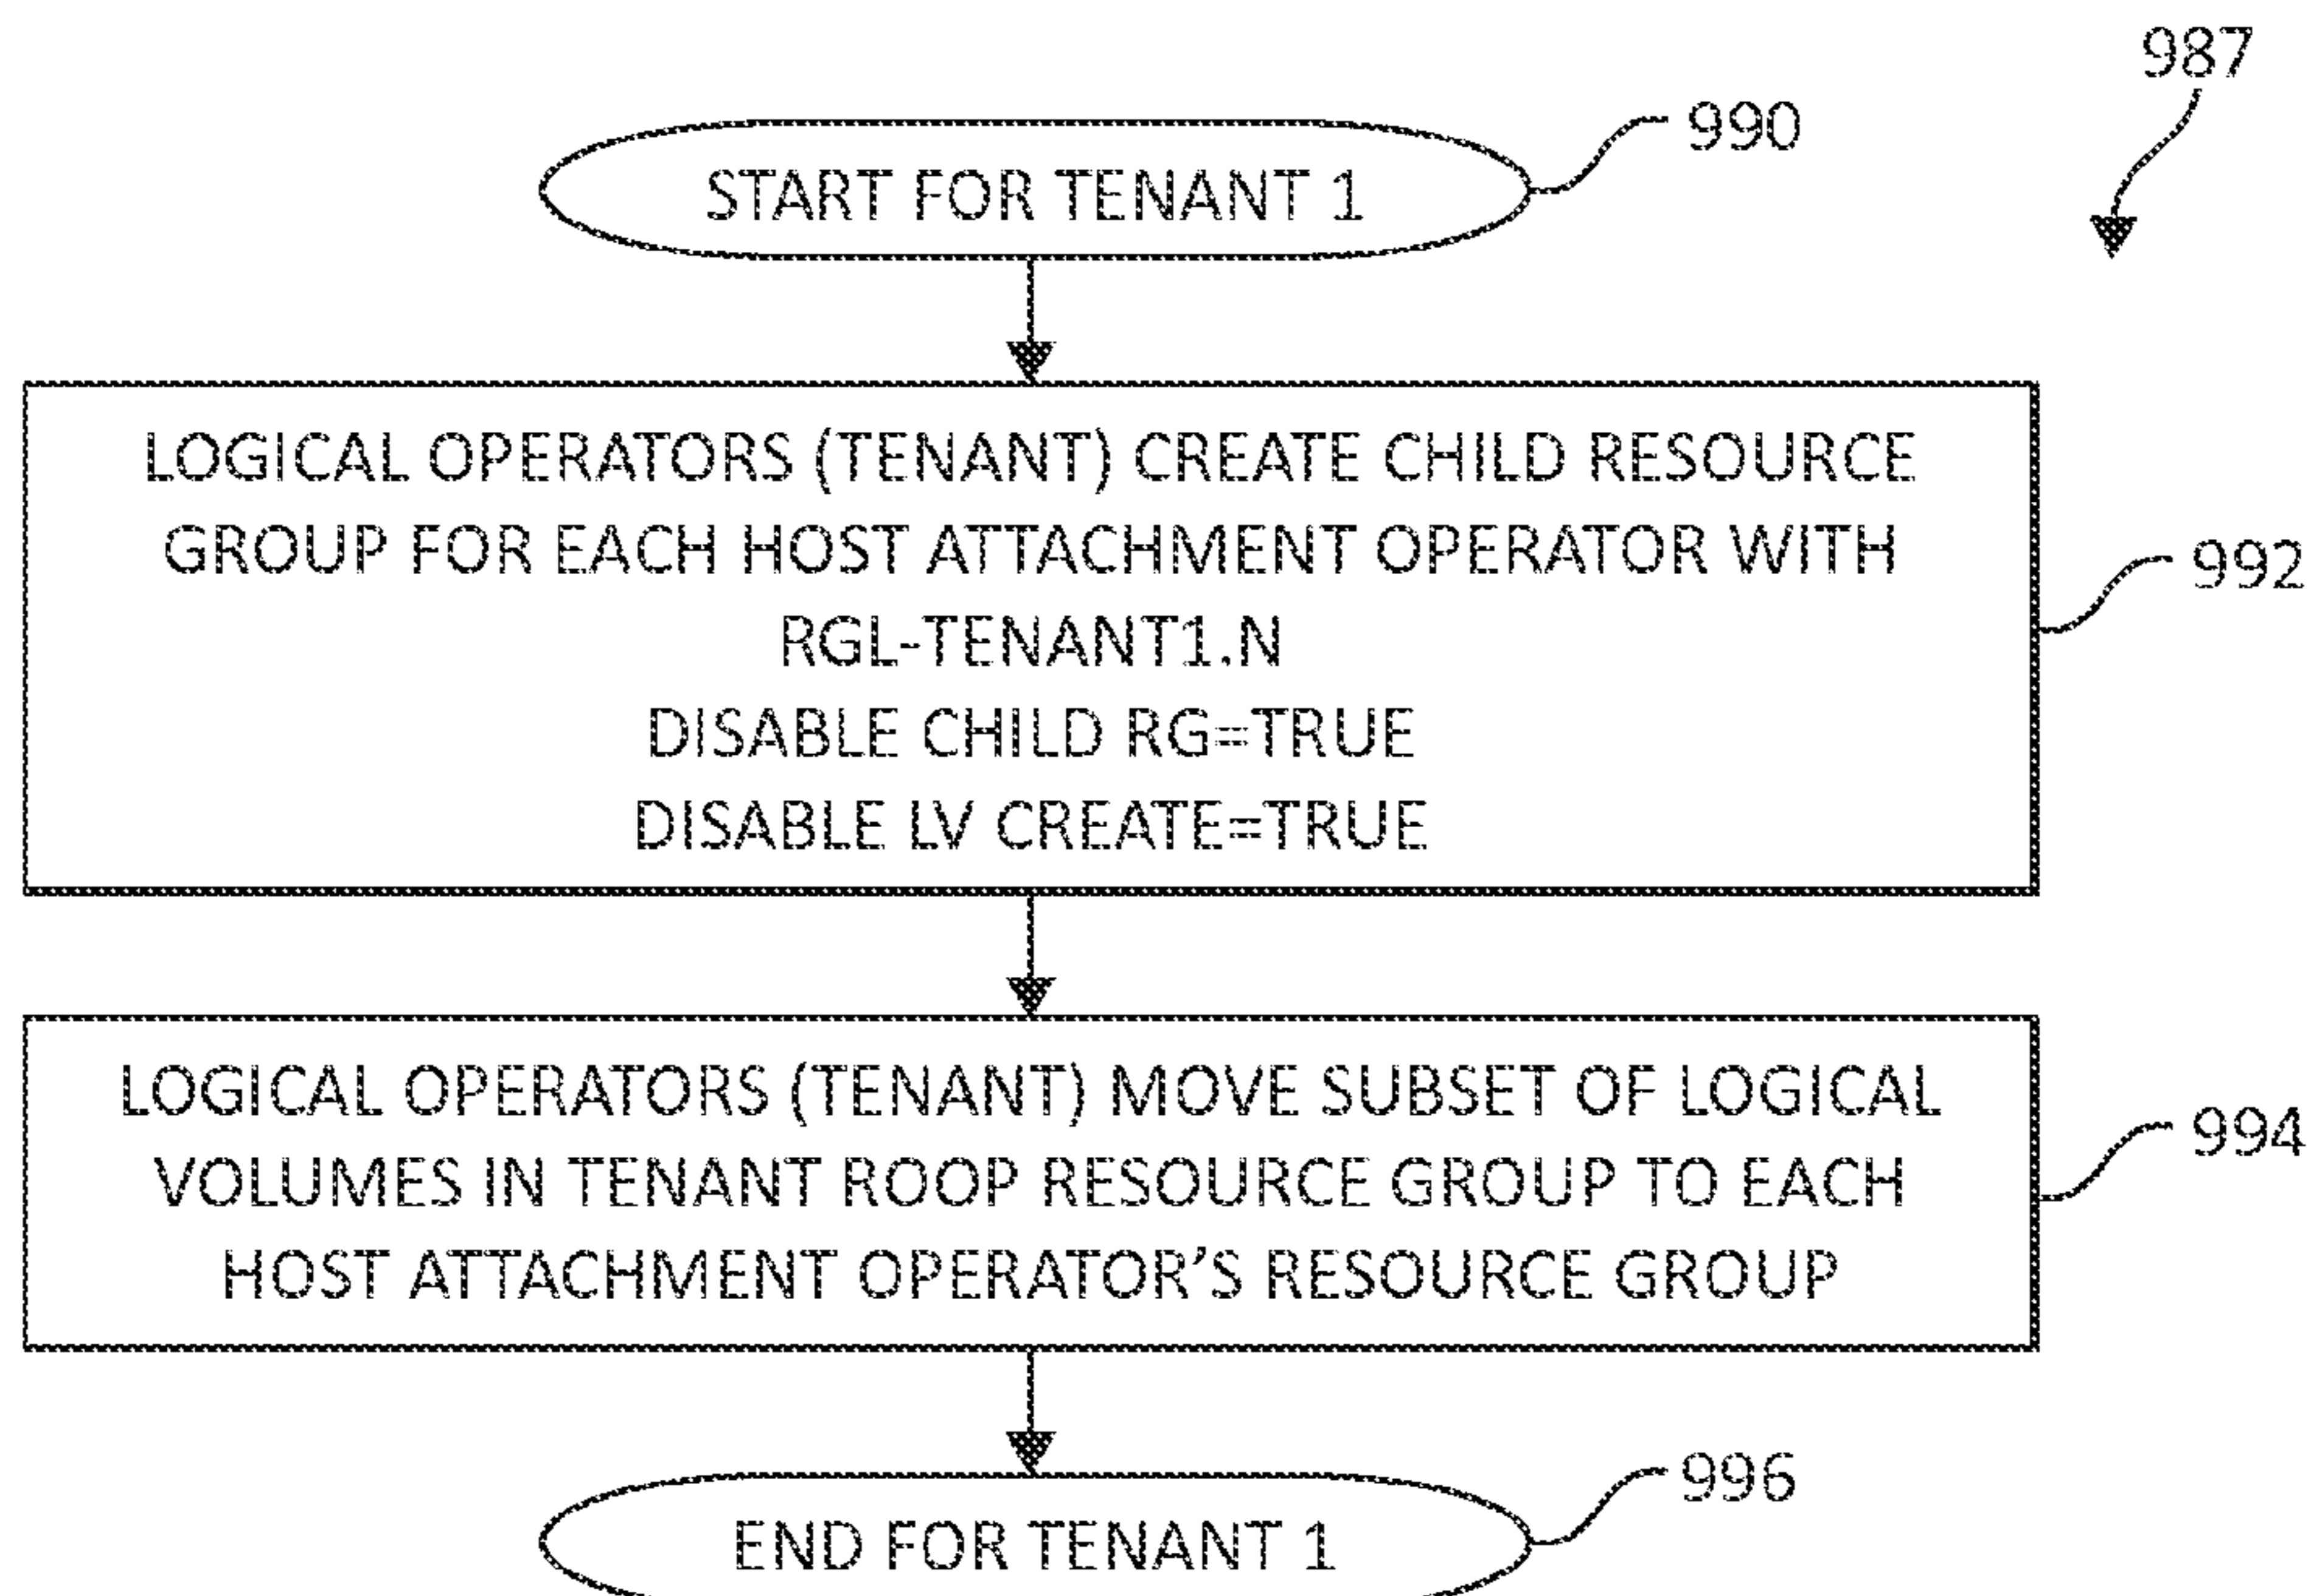 987
990
START FOR TENANT 1
LOGICAL OPERATORS (TENANT) CREATE CHILD RESOURCE
GROUP FOR EACH HOST ATTACHMENT OPERATOR WITH
992
RGL-TENANT1.N
DISABLE CHILD RG=TRUE
DISABLE LV CREATE=TRUE
LOGICAL OPERATORS (TENANT) MOVE SUBSET OF LOGICAL
994
VOLUMES IN TENANT ROOP RESOURCE GROUP TO EACH
HOST ATTACHMENT OPERATOR'S RESOURCE GROUP
996
END FOR TENANT 1